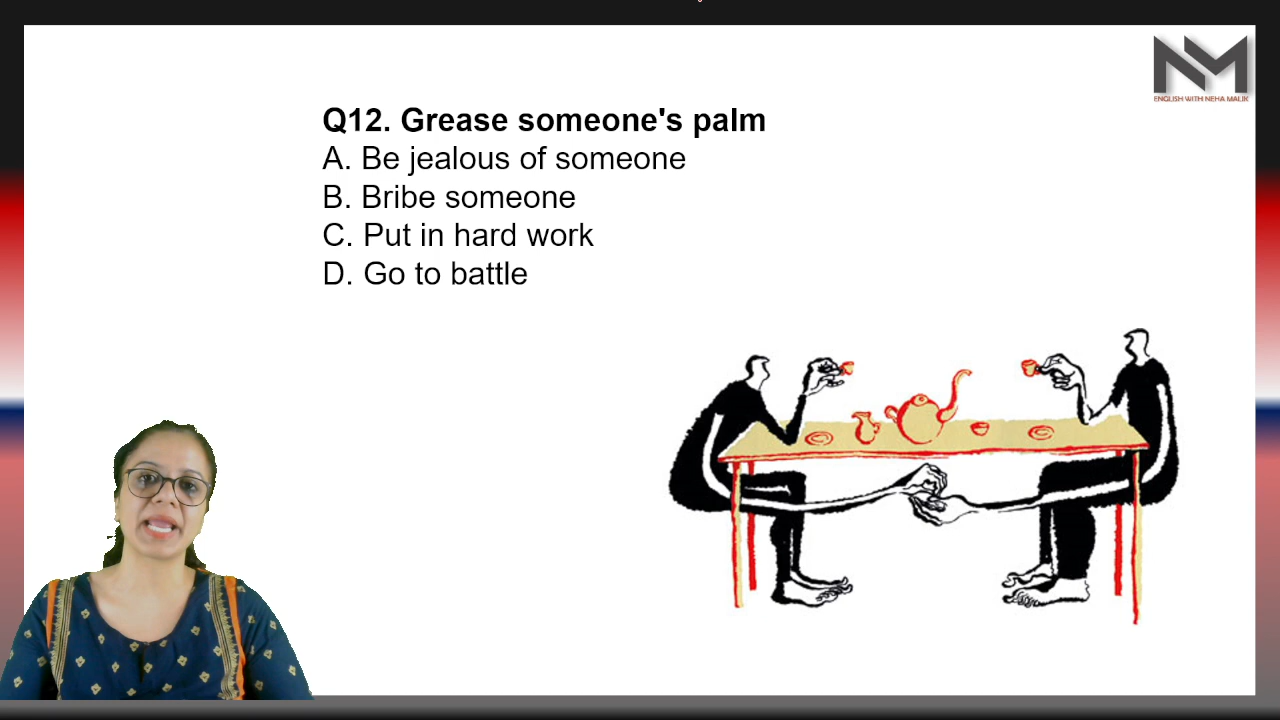 Q12. Grease someone's palm
A. Be jealous of someone
B. Bribe someone
C. Put in hard work
D. Go to battle
NM
ENGLISH WITH NEHA MALIK